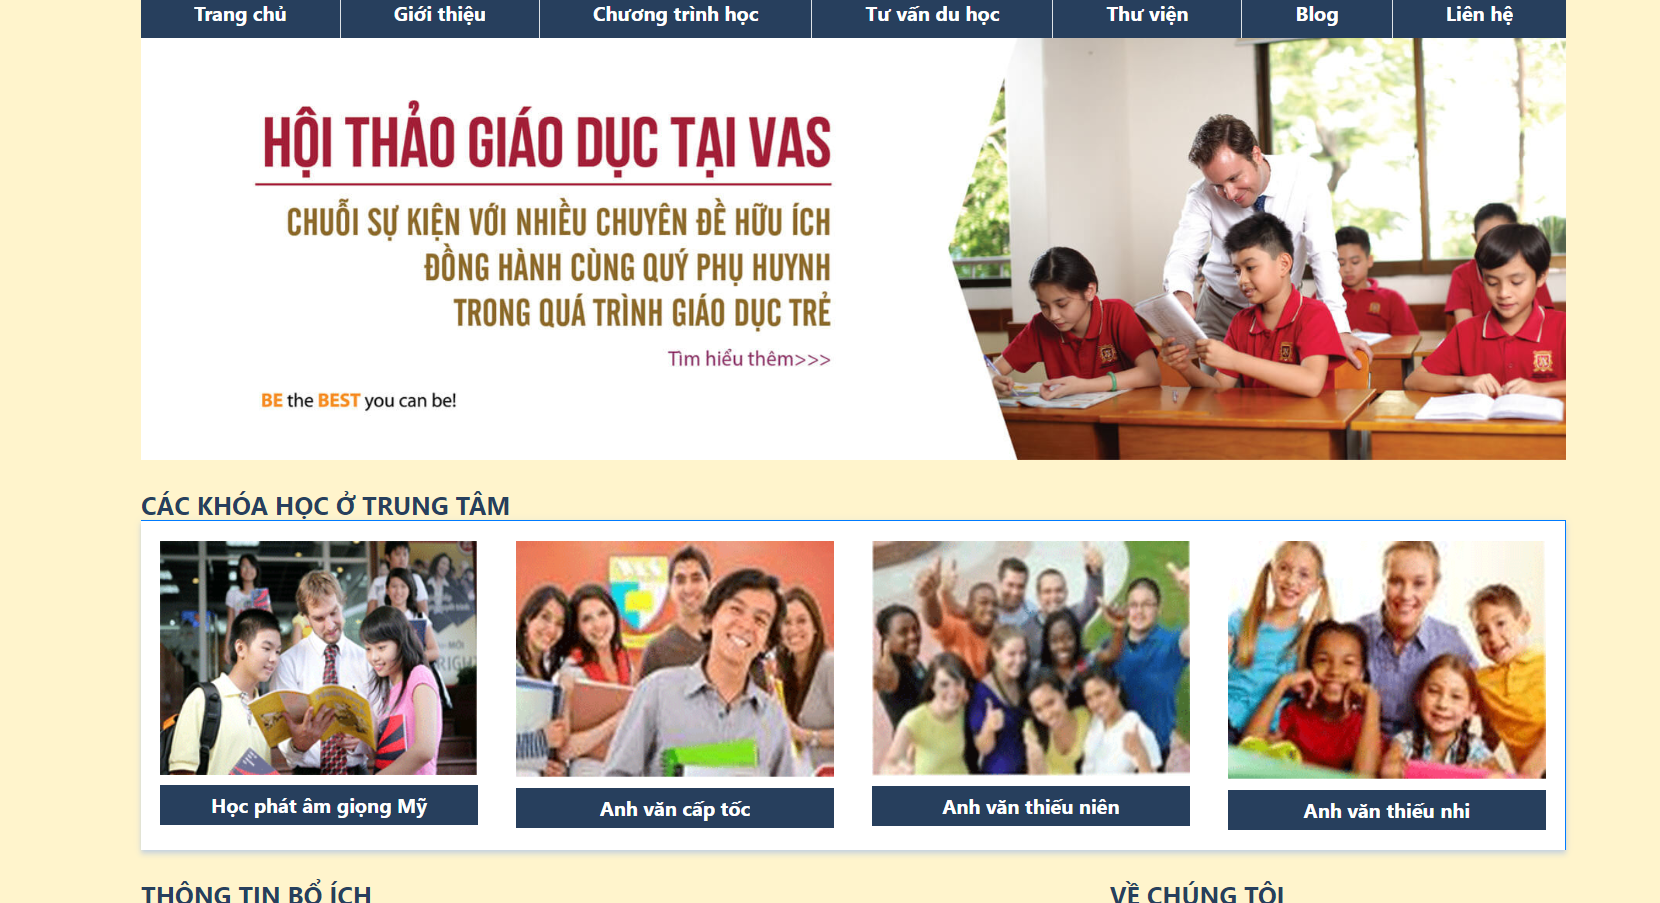 Trang chủ
Giới thiệu
Chương trình học
Tư vấn du học
Thư viện
Blog
Liên hệ
HỘI THẢO GIÁO DỤC TẠI VAS
CHUỖI SỰ KIỆN VỚI NHIỀU CHUYÊN ĐỀ HỮU ÍCH
ĐỒNG HÀNH CÙNG QUÝ PHỤ HUYNH
TRONG QUÁ TRÌNH GIÁO DỤC TRẺ
Tìm hiểu thêm>>>
BE the BEST you can be!
CÁC KHÓA HỌC Ở TRUNG TÂM
Học phát âm giọng Mỹ
Anh văn cấp tốc
Anh văn thiếu niên
Anh văn thiếu nhi
THÔNG TIN BỔ ÍCH
VỀ CHÚNG TÔI